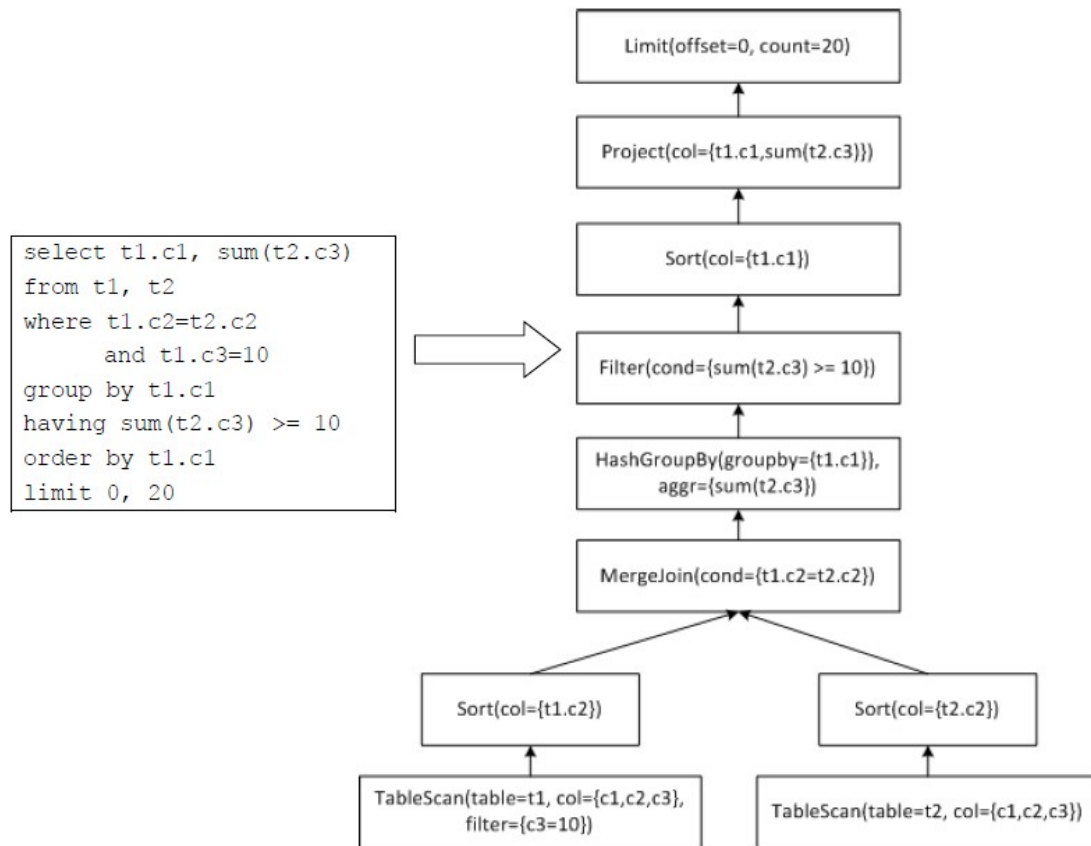 Limit(offset=0, count=20)
Project(col={t1.c1,sum(t2.c3)})
Sort(col={t1.c1})
Filter(cond={sum(t2.c3) >= 10})
HashGroupBy(groupby={t1.c1}},
aggr={sum(t2.c3})
MergeJoin(cond={t1.c2=t2.c2})
Sort(col={t1.c2})
Sort(col={t2.c2})
TableScan(table=t1, col={c1,c2,c3},
filter={c3=10})
TableScan(table=t2, col={c1,c2,c3})
select t1.c1, sum(t2.c3)
from t1, t2
where t1.c2=t2.c2
and t1.c3=10
group by t1.c1
having sum(t2.c3) >= 10
order by t1.c1
limit 0, 20